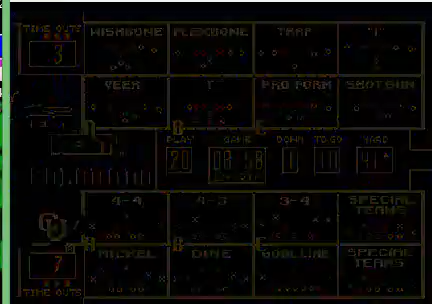 TIME OUTS WISHBONE FLEXBONE TRAP "I"
3
VEER T PRO FORM SHOTGUN
A B C
PLAY GAME DOWN TO GO YARD
20 08:58 1 10
4-4 4-3 3-4 SPECIAL TEAMS
A B C
NICKEL DIME GOALLINE SPECIAL TEAMS
7
TIME OUTS